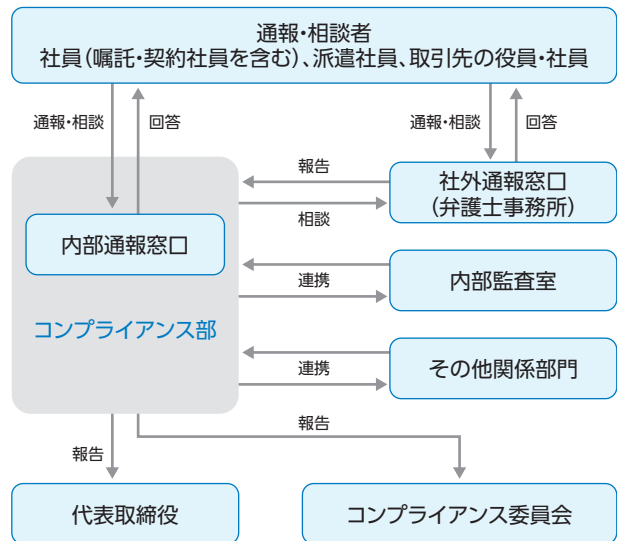 通報・相談者
社員（嘱託・契約社員を含む）、派遣社員、取引先の役員・社員
通報・相談
回答
通報・相談
回答
報告
社外通報窓口
（弁護士事務所）
相談
内部通報窓口
連携
内部監査室
コンプライアンス部
連携
その他関係部門
報告
報告
代表取締役
コンプライアンス委員会